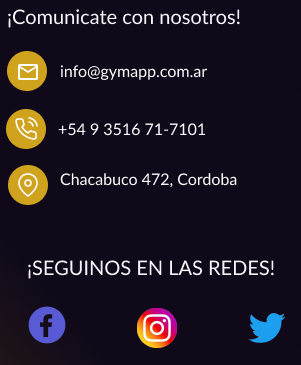 ¡Comunicate con nosotros!
info@gymapp.com.ar
+54 9 3516 71-7101
Chacabuco 472, Cordoba
¡SEGUINOS EN LAS REDES!